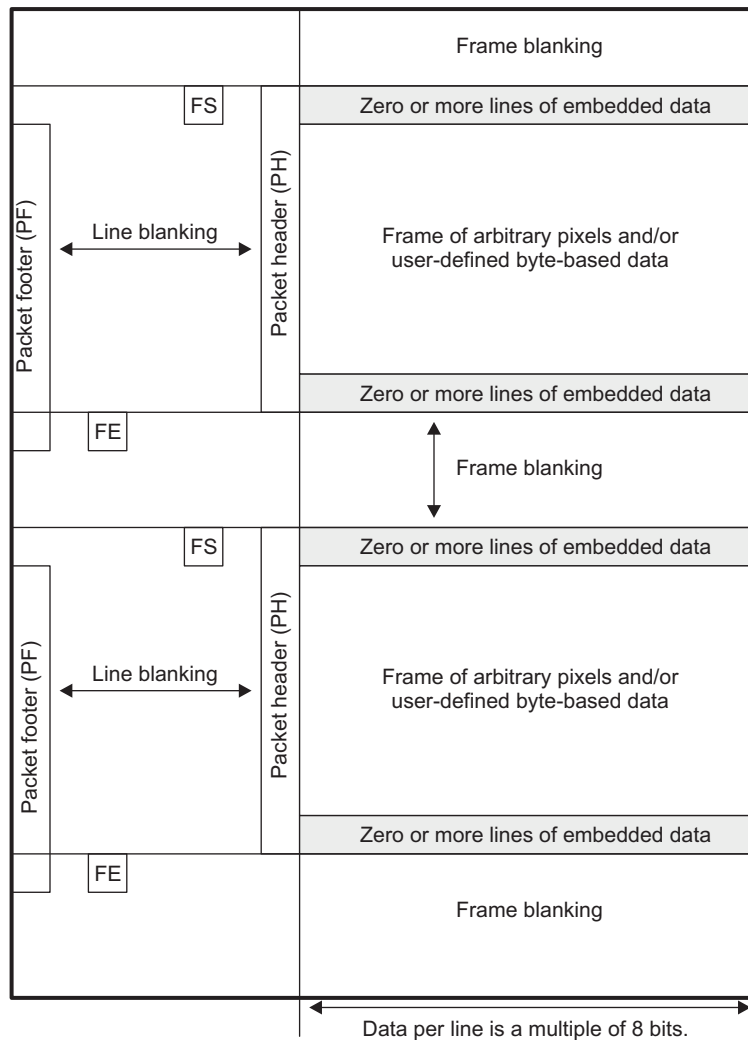 Frame blanking
FS
Zero or more lines of embedded data
Packet footer (PF)
Line blanking
Packet header (PH)
Frame of arbitrary pixels and/or
user-defined byte-based data
Zero or more lines of embedded data
FE
Frame blanking
FS
Zero or more lines of embedded data
Packet footer (PF)
Line blanking
Packet header (PH)
Frame of arbitrary pixels and/or
user-defined byte-based data
Zero or more lines of embedded data
FE
Frame blanking
Data per line is a multiple of 8 bits.